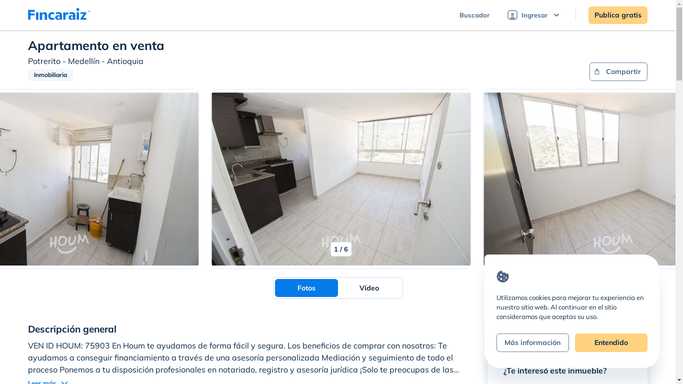 Fincaraiz
Buscador
Ingresar
Publica gratis
Apartamento en venta
Potrerito - Medellín - Antioquia
Inmobiliaria
Compartir
HOUM
HOUM
HOUM
1 / 6
Fotos
Video
Descripción general
VEN ID HOUM: 75903 En Houm te ayudamos de forma fácil y segura. Los beneficios de comprar con nosotros: Te
ayudamos a conseguir financiamiento a través de una asesoría personalizada Mediación y seguimiento de todo el
proceso Ponemos a tu disposición profesionales en notariado, registro y asesoría jurídica ¡Solo te preocupas de las...
Leer más
Utilizamos cookies para mejorar tu experiencia en
nuestro sitio web. Al continuar en el sitio
consideramos que aceptas su uso.
Más información
Entendido
¿Te interesó este inmueble?